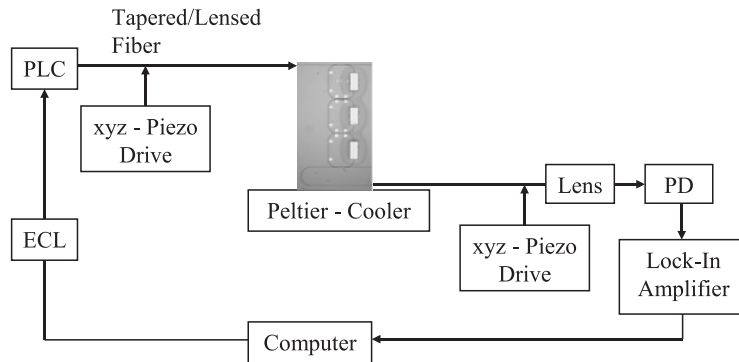 Tapered/Lensed
Fiber
PLC
xyz - Piezo
Drive
Peltier - Cooler
Lens
PD
ECL
xyz - Piezo
Drive
Lock-In
Amplifier
Computer